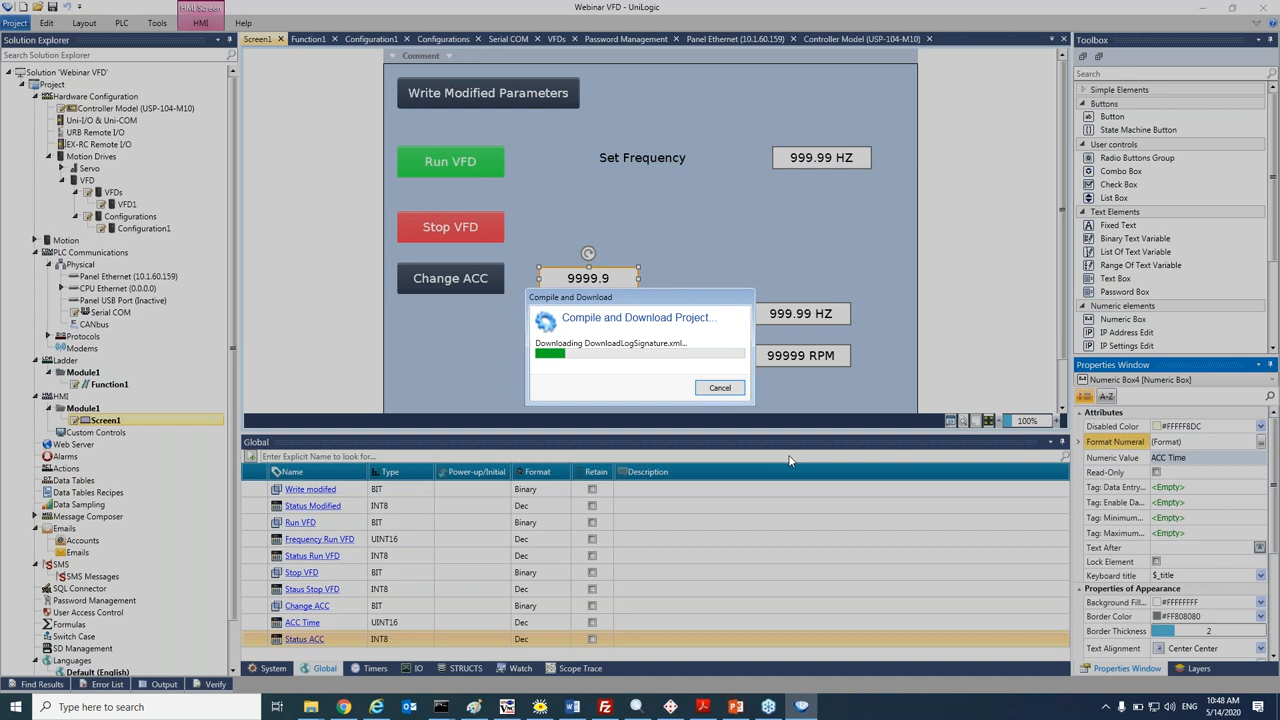 Webinar VFD - UniLogic
HMI Screen
Project Edit Layout PLC Tools HMI Help
Solution Explorer
Search Solution Explorer
Solution 'Webinar VFD'
Project
Hardware Configuration
Controller Model (USP-104-M10)
Uni-I/O & Uni-COM
URB Remote I/O
EX-RC Remote I/O
Motion Drives
Servo
VFD
VFDs
VFD1
Configurations
Configuration1
Motion
PLC Communications
Physical
Panel Ethernet (10.1.60.159)
CPU Ethernet (0.0.0.0)
Panel USB Port (Inactive)
Serial COM
CANbus
Protocols
Modems
Ladder
Module1
Function1
HMI
Module1
Screen1
Custom Controls
Web Server
Alarms
Actions
Data Tables
Data Tables Recipes
Data Sampling
Message Composer
Emails
Accounts
Emails
SMS
SMS Messages
SQL Connector
Password Management
User Access Control
Formulas
Switch Case
SD Management
Languages
Default (English)
Find Results Error List Output Verify
Screen1 Function1 Configuration1 Configurations Serial COM VFDs Password Management Panel Ethernet (10.1.60.159) Controller Model (USP-104-M10)
Comment
Write Modified Parameters
Run VFD Set Frequency 999.99 HZ
Stop VFD
Change ACC 9999.9
999.99 HZ
99999 RPM
Compile and Download
Compile and Download Project...
Downloading DownloadLogSignature.xml...
Cancel
100%
Global
Enter Explicit Name to look for...
Name Type Power-up/Initial Format Retain Description
Write modifed BIT Binary
Status Modified INT8 Dec
Run VFD BIT Binary
Frequency Run VFD UINT16 Dec
Status Run VFD INT8 Dec
Stop VFD BIT Binary
Staus Stop VFD INT8 Dec
Change ACC BIT Binary
ACC Time UINT16 Dec
Status ACC INT8 Dec
System Global Timers IO STRUCTS Watch Scope Trace
Toolbox
Search
Simple Elements
Buttons
Button
State Machine Button
User controls
Radio Buttons Group
Combo Box
Check Box
List Box
Text Elements
Fixed Text
Binary Text Variable
List Of Text Variable
Range Of Text Variable
Text Box
Password Box
Numeric elements
Numeric Box
IP Address Edit
IP Settings Edit
Properties Window
Numeric Box4 [Numeric Box]
A-Z
Attributes
Disabled Color #FFFFF8DC
Format Numeral (Format)
Numeric Value ACC Time
Read-Only
Tag: Data Entry... <Empty>
Tag: Enable Da... <Empty>
Tag: Minimum... <Empty>
Tag: Maximum... <Empty>
Text After
Lock Element
Keyboard title $_title
Properties of Appearance
Background Fill... #FFFFFFFF
Border Color #FF808080
Border Thickness 2
Text Alignment Center Center
Properties Window Layers
Type here to search
10:48 AM
5/14/2020